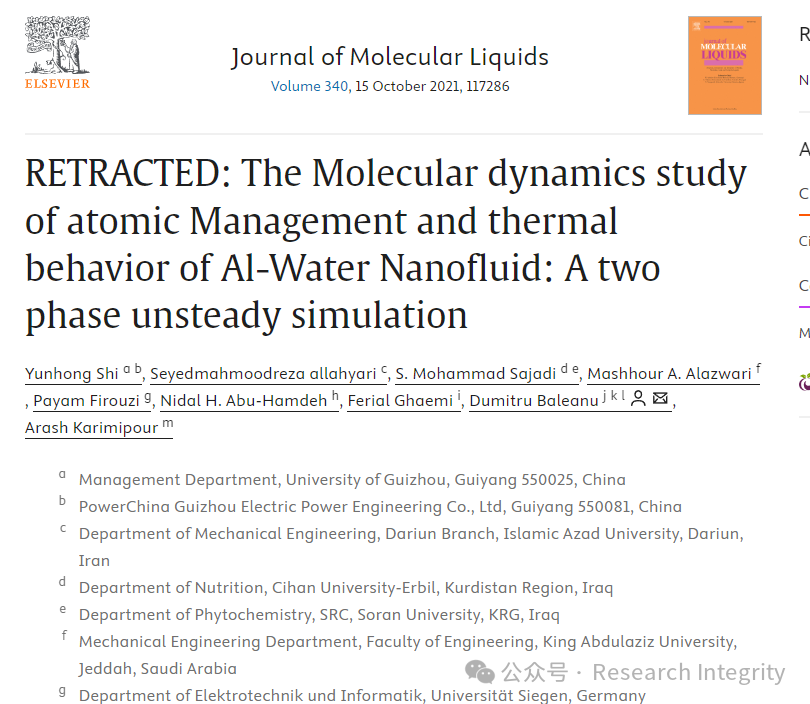 ELSEVIER
Journal of Molecular Liquids
Volume 340, 15 October 2021, 117286
MOLECULAR
LIQUIDS
RETRACTED: The Molecular dynamics study
of atomic Management and thermal
behavior of Al-Water Nanofluid: A two
phase unsteady simulation
Yunhong Shi a b, Seyedmahmoodreza allahyari c, S. Mohammad Sajadi d e, Mashhour A. Alazwari f
, Payam Firouzi g, Nidal H. Abu-Hamdeh h, Ferial Ghaemi i, Dumitru Baleanu j k l ,
Arash Karimipour m
a Management Department, University of Guizhou, Guiyang 550025, China
b PowerChina Guizhou Electric Power Engineering Co., Ltd, Guiyang 550081, China
c Department of Mechanical Engineering, Dariun Branch, Islamic Azad University, Dariun,
Iran
d Department of Nutrition, Cihan University-Erbil, Kurdistan Region, Iraq
e Department of Phytochemistry, SRC, Soran University, KRG, Iraq
f Mechanical Engineering Department, Faculty of Engineering, King Abdulaziz University,
Jeddah, Saudi Arabia
g Department of Elektrotechnik und Informatik, Universität Siegen, Germany
公众号 · Research Integrity